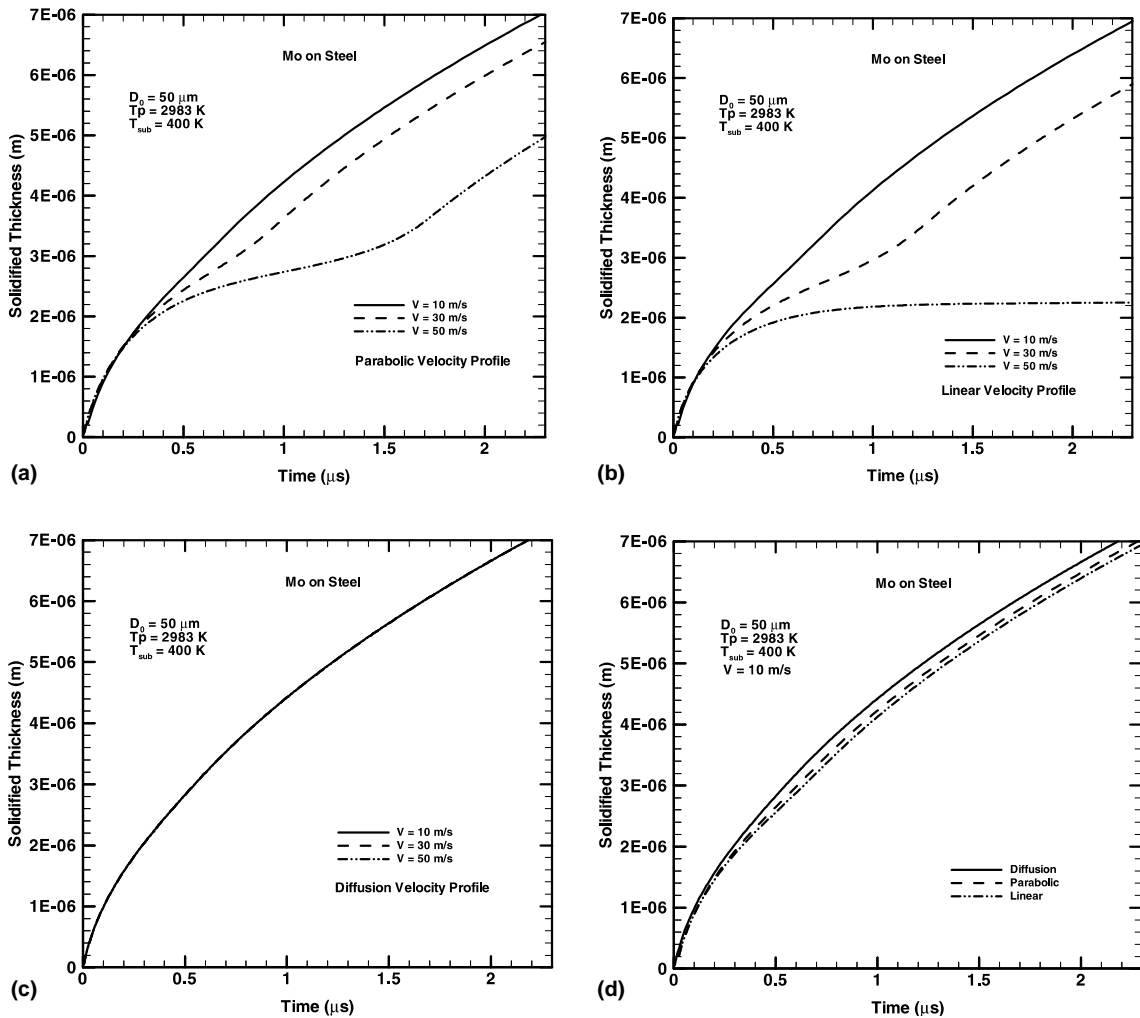 7E-06
6E-06
5E-06
4E-06
3E-06
2E-06
1E-06
0
Solidified Thickness (m)
Mo on Steel
D0 = 50 μm
Tp = 2983 K
Tsub = 400 K
V = 10 m/s
V = 30 m/s
V = 50 m/s
Parabolic Velocity Profile
0 0.5 1 1.5 2
Time (μs)
(a)
7E-06
6E-06
5E-06
4E-06
3E-06
2E-06
1E-06
0
Solidified Thickness (m)
Mo on Steel
D0 = 50 μm
Tp = 2983 K
Tsub = 400 K
V = 10 m/s
V = 30 m/s
V = 50 m/s
Linear Velocity Profile
0 0.5 1 1.5 2
Time (μs)
(b)
7E-06
6E-06
5E-06
4E-06
3E-06
2E-06
1E-06
0
Solidified Thickness (m)
Mo on Steel
D0 = 50 μm
Tp = 2983 K
Tsub = 400 K
V = 10 m/s
V = 30 m/s
V = 50 m/s
Diffusion Velocity Profile
0 0.5 1 1.5 2
Time (μs)
(c)
7E-06
6E-06
5E-06
4E-06
3E-06
2E-06
1E-06
0
Solidified Thickness (m)
Mo on Steel
D0 = 50 μm
Tp = 2983 K
Tsub = 400 K
V = 10 m/s
Diffusion
Parabolic
Linear
0 0.5 1 1.5 2
Time (μs)
(d)